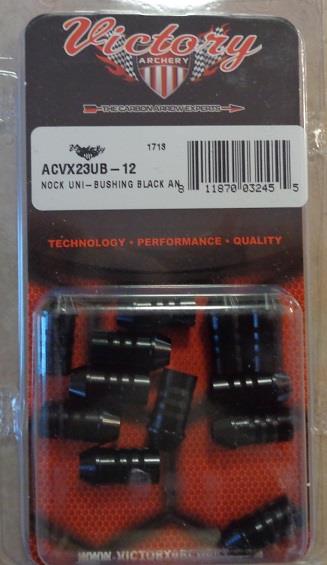 Victory
ARCHERY
THE CARBON ARROW EXPERTS
1713
ACVX23UB-12
NOCK UNI-BUSHING BLACK AN
8 11870 03245 5
TECHNOLOGY • PERFORMANCE • QUALITY